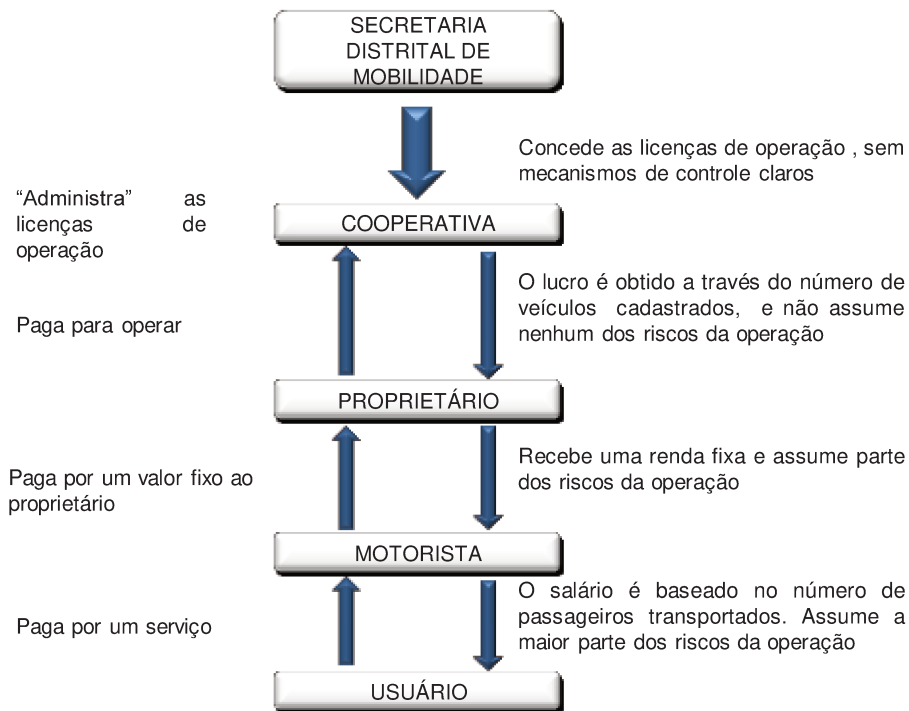 SECRETARIA
DISTRITAL DE
MOBILIDADE
Concede as licenças de operação , sem
mecanismos de controle claros
“Administra” as
licenças de
operação
COOPERATIVA
O lucro é obtido a través do número de
veículos cadastrados, e não assume
nenhum dos riscos da operação
Paga para operar
PROPRIETÁRIO
Recebe uma renda fixa e assume parte
dos riscos da operação
Paga por um valor fixo ao
proprietário
MOTORISTA
O salário é baseado no número de
passageiros transportados. Assume a
maior parte dos riscos da operação
Paga por um serviço
USUÁRIO